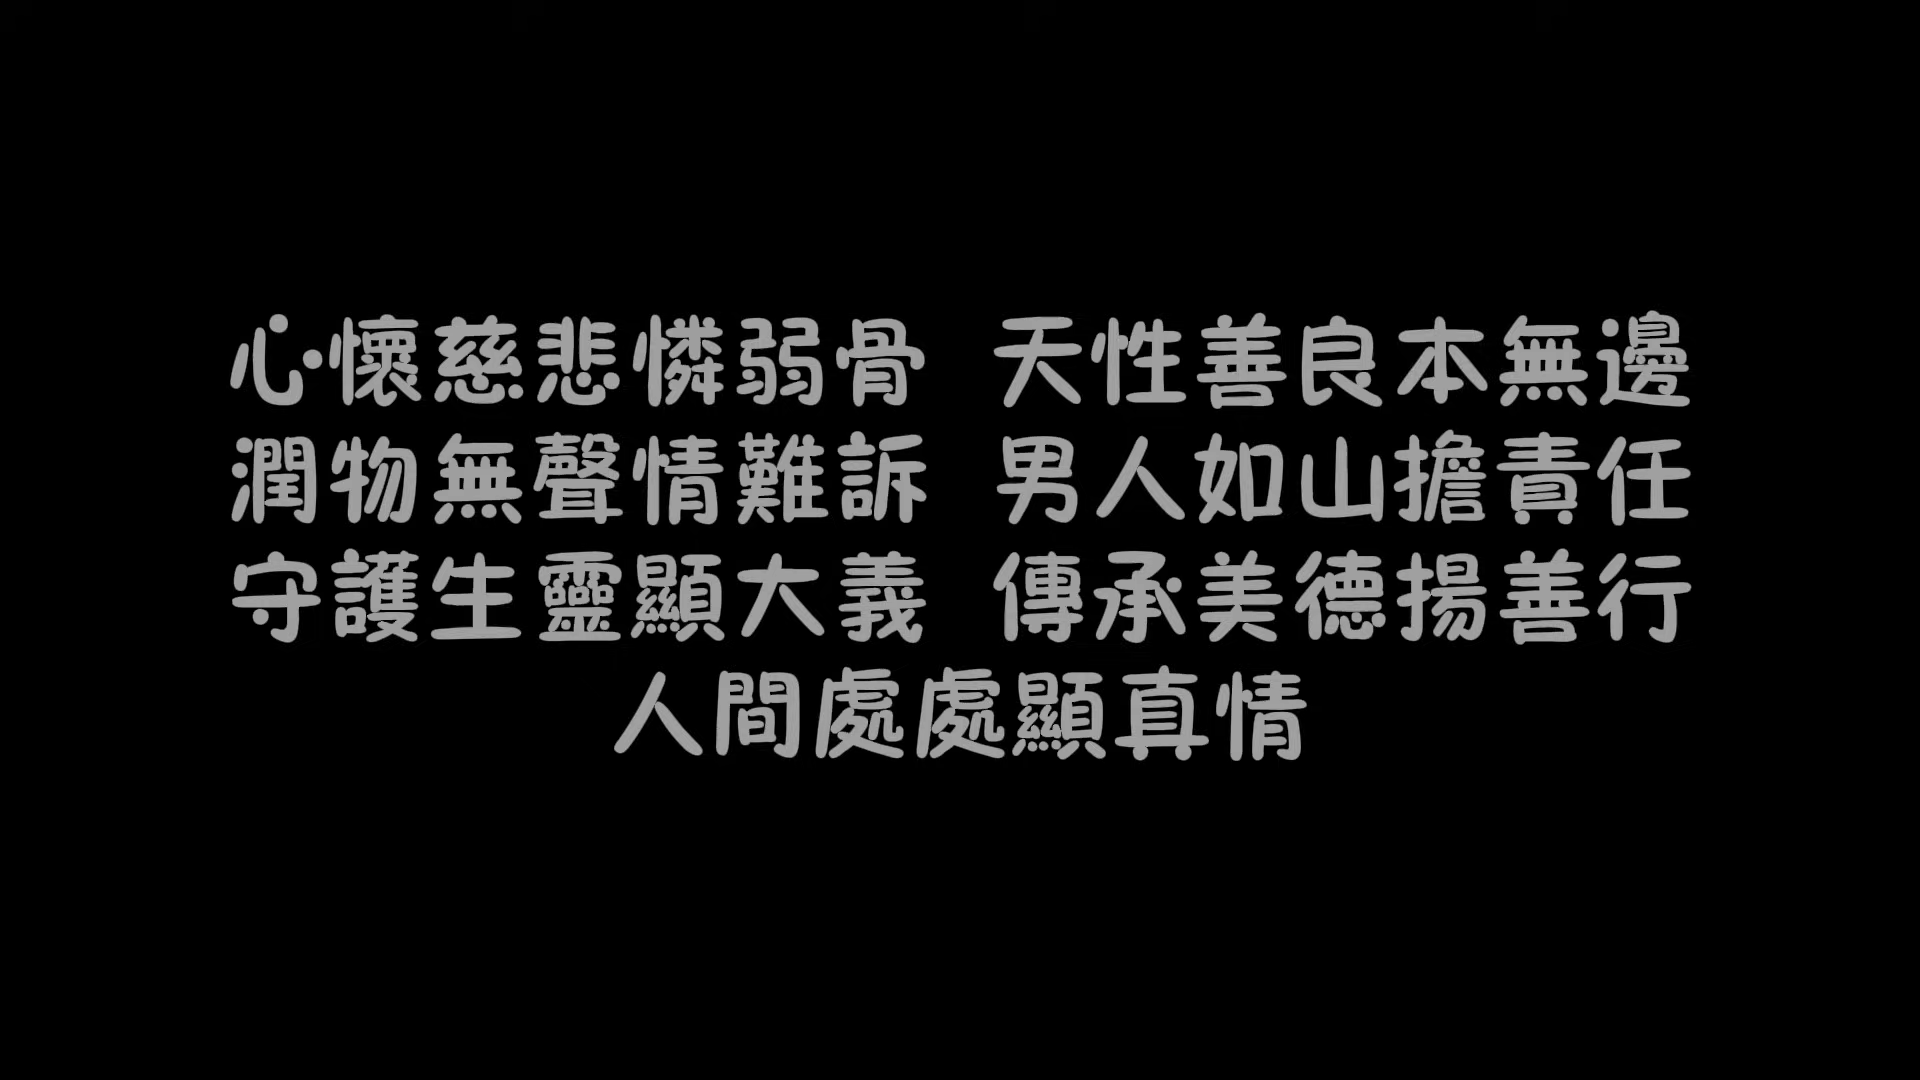 心懷慈悲憐弱骨 天性善良本無邊
潤物無聲情難訴 男人如山擔責任
守護生靈顯大義 傳承美德揚善行
人間處處顯真情